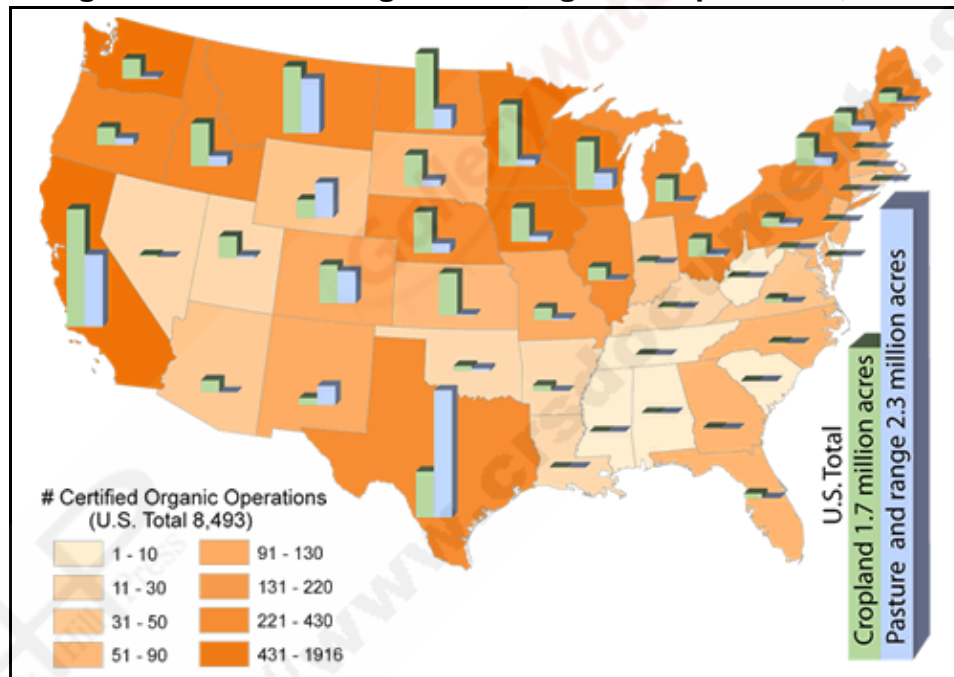 # Certified Organic Operations
(U.S. Total 8,493)
1 - 10
11 - 30
31 - 50
51 - 90
91 - 130
131 - 220
221 - 430
431 - 1916
U.S. Total
Cropland 1.7 million acres
Pasture and range 2.3 million acres